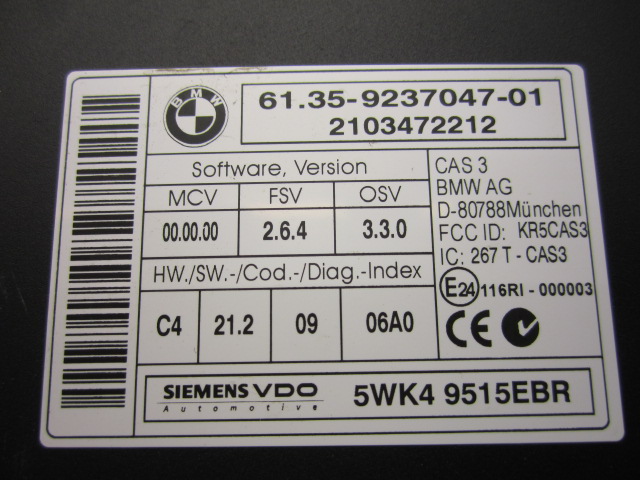 BMW
61.35-9237047-01
2103472212
Software, Version
MCV FSV OSV
00.00.00 2.6.4 3.3.0
HW./SW.-/Cod.-/Diag.-Index
C4 21.2 09 06A0
CAS 3
BMW AG
D-80788München
FCC ID: KR5CAS3
IC: 267 T - CAS3
E24 116RI - 000003
CE
SIEMENS VDO
Automotive
5WK4 9515EBR